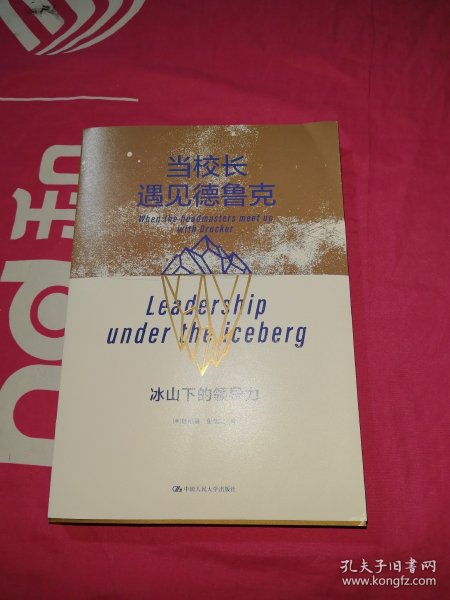 当校长
遇见德鲁克
When the headmasters meet up
with Drucker
Leadership
under the iceberg
冰山下的领导力
中国人民大学出版社
孔夫子旧书网
www.kongfz.com